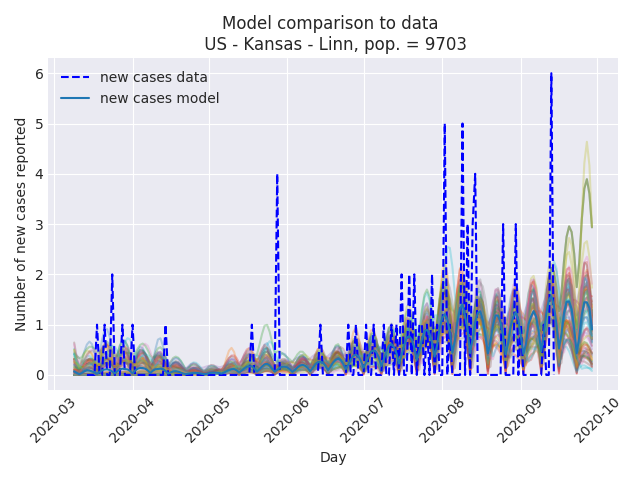 Model comparison to data
US - Kansas - Linn, pop. = 9703
new cases data
new cases model
Number of new cases reported
6
5
4
3
2
1
0
2020-03
2020-04
2020-05
2020-06
2020-07
2020-08
2020-09
2020-10
Day